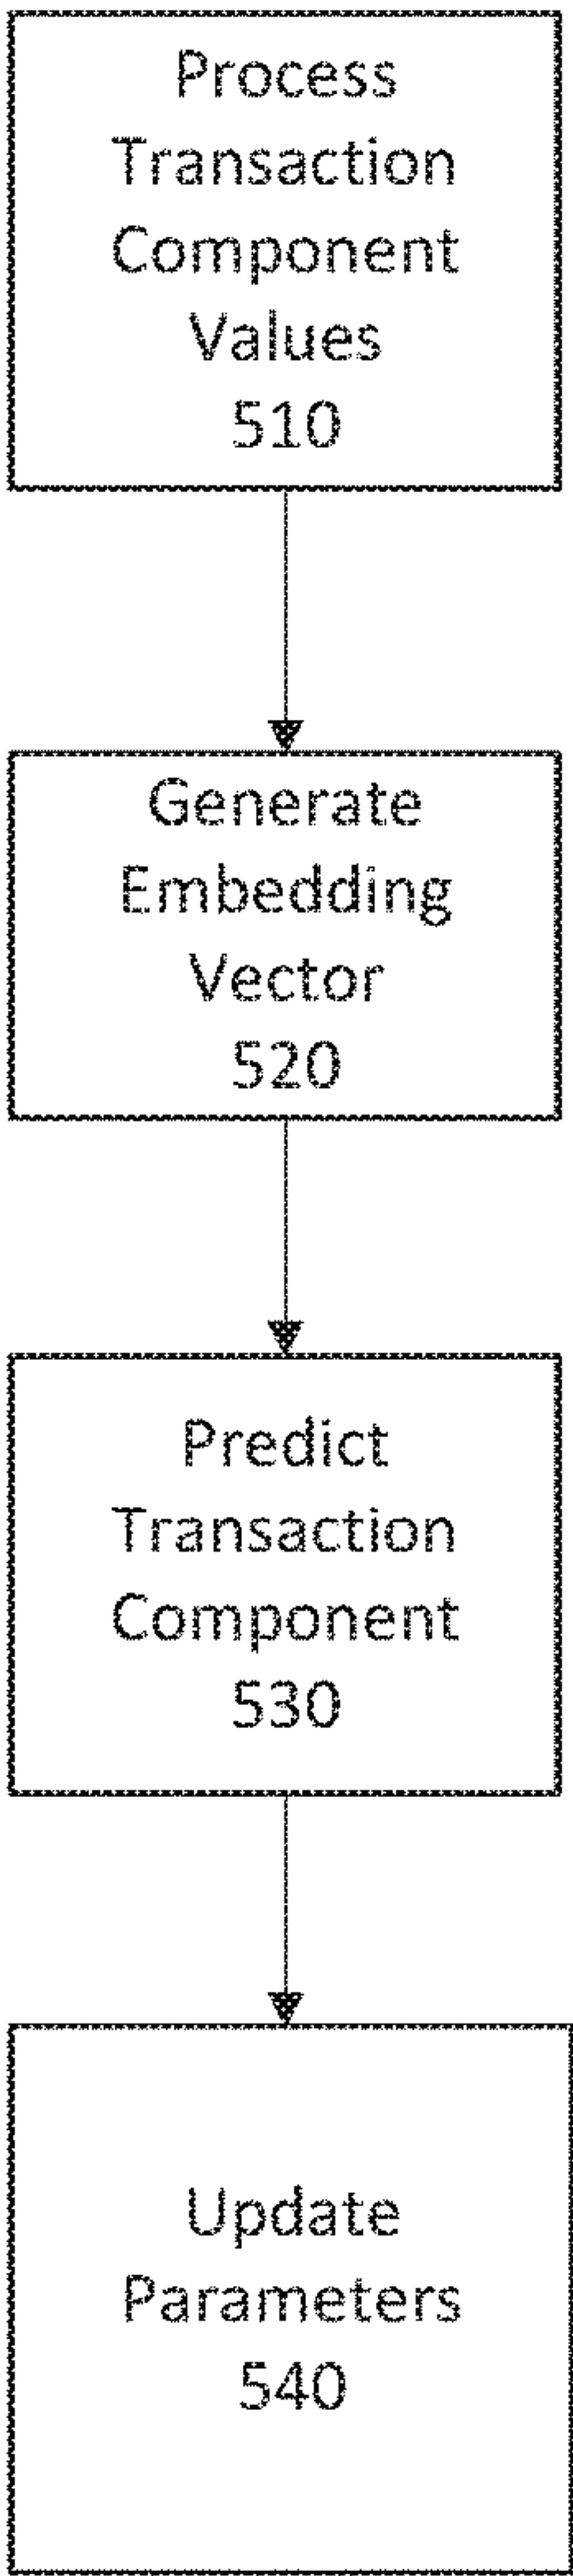 Process
Transaction
Component
Values
510
Generate
Embedding
Vector
520
Predict
Transaction
Component
530
Update
Parameters
540